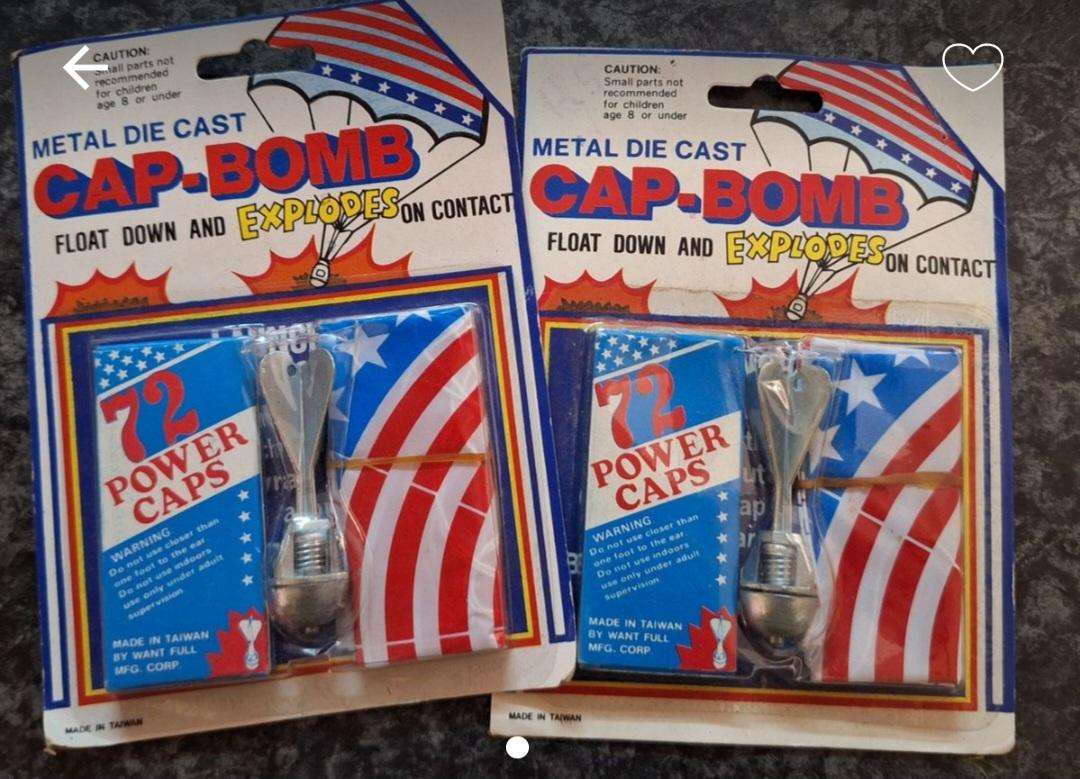 CAUTION:
Small parts not
recommended
for children
age 8 or under
METAL DIE CAST
CAP-BOMB
FLOAT DOWN AND EXPLODES ON CONTACT
72
POWER
CAPS
WARNING
Do not use closer than
one foot to the ear
Do not use indoors
use only under adult
supervision
MADE IN TAIWAN
BY WANT FULL
MFG. CORP.
MADE IN TAIWAN
CAUTION:
Small parts not
recommended
for children
age 8 or under
METAL DIE CAST
CAP-BOMB
FLOAT DOWN AND EXPLODES ON CONTACT
72
POWER
CAPS
WARNING
Do not use closer than
one foot to the ear
Do not use indoors
use only under adult
supervision
MADE IN TAIWAN
BY WANT FULL
MFG. CORP.
MADE IN TAIWAN